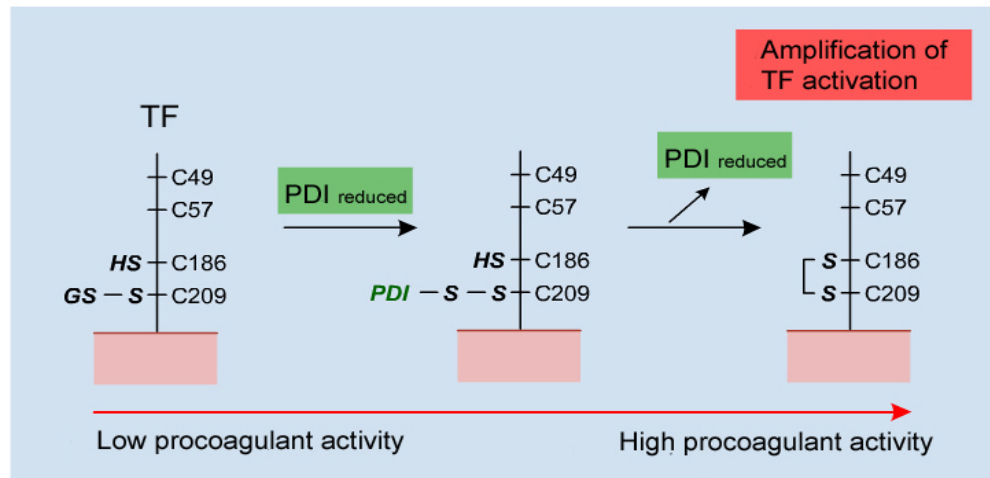 Amplification of
TF activation
TF
C49
C57
HS C186
GS – S C209
PDI reduced
C49
C57
HS C186
PDI – S – S C209
PDI reduced
C49
C57
S C186
S C209
Low procoagulant activity
High procoagulant activity